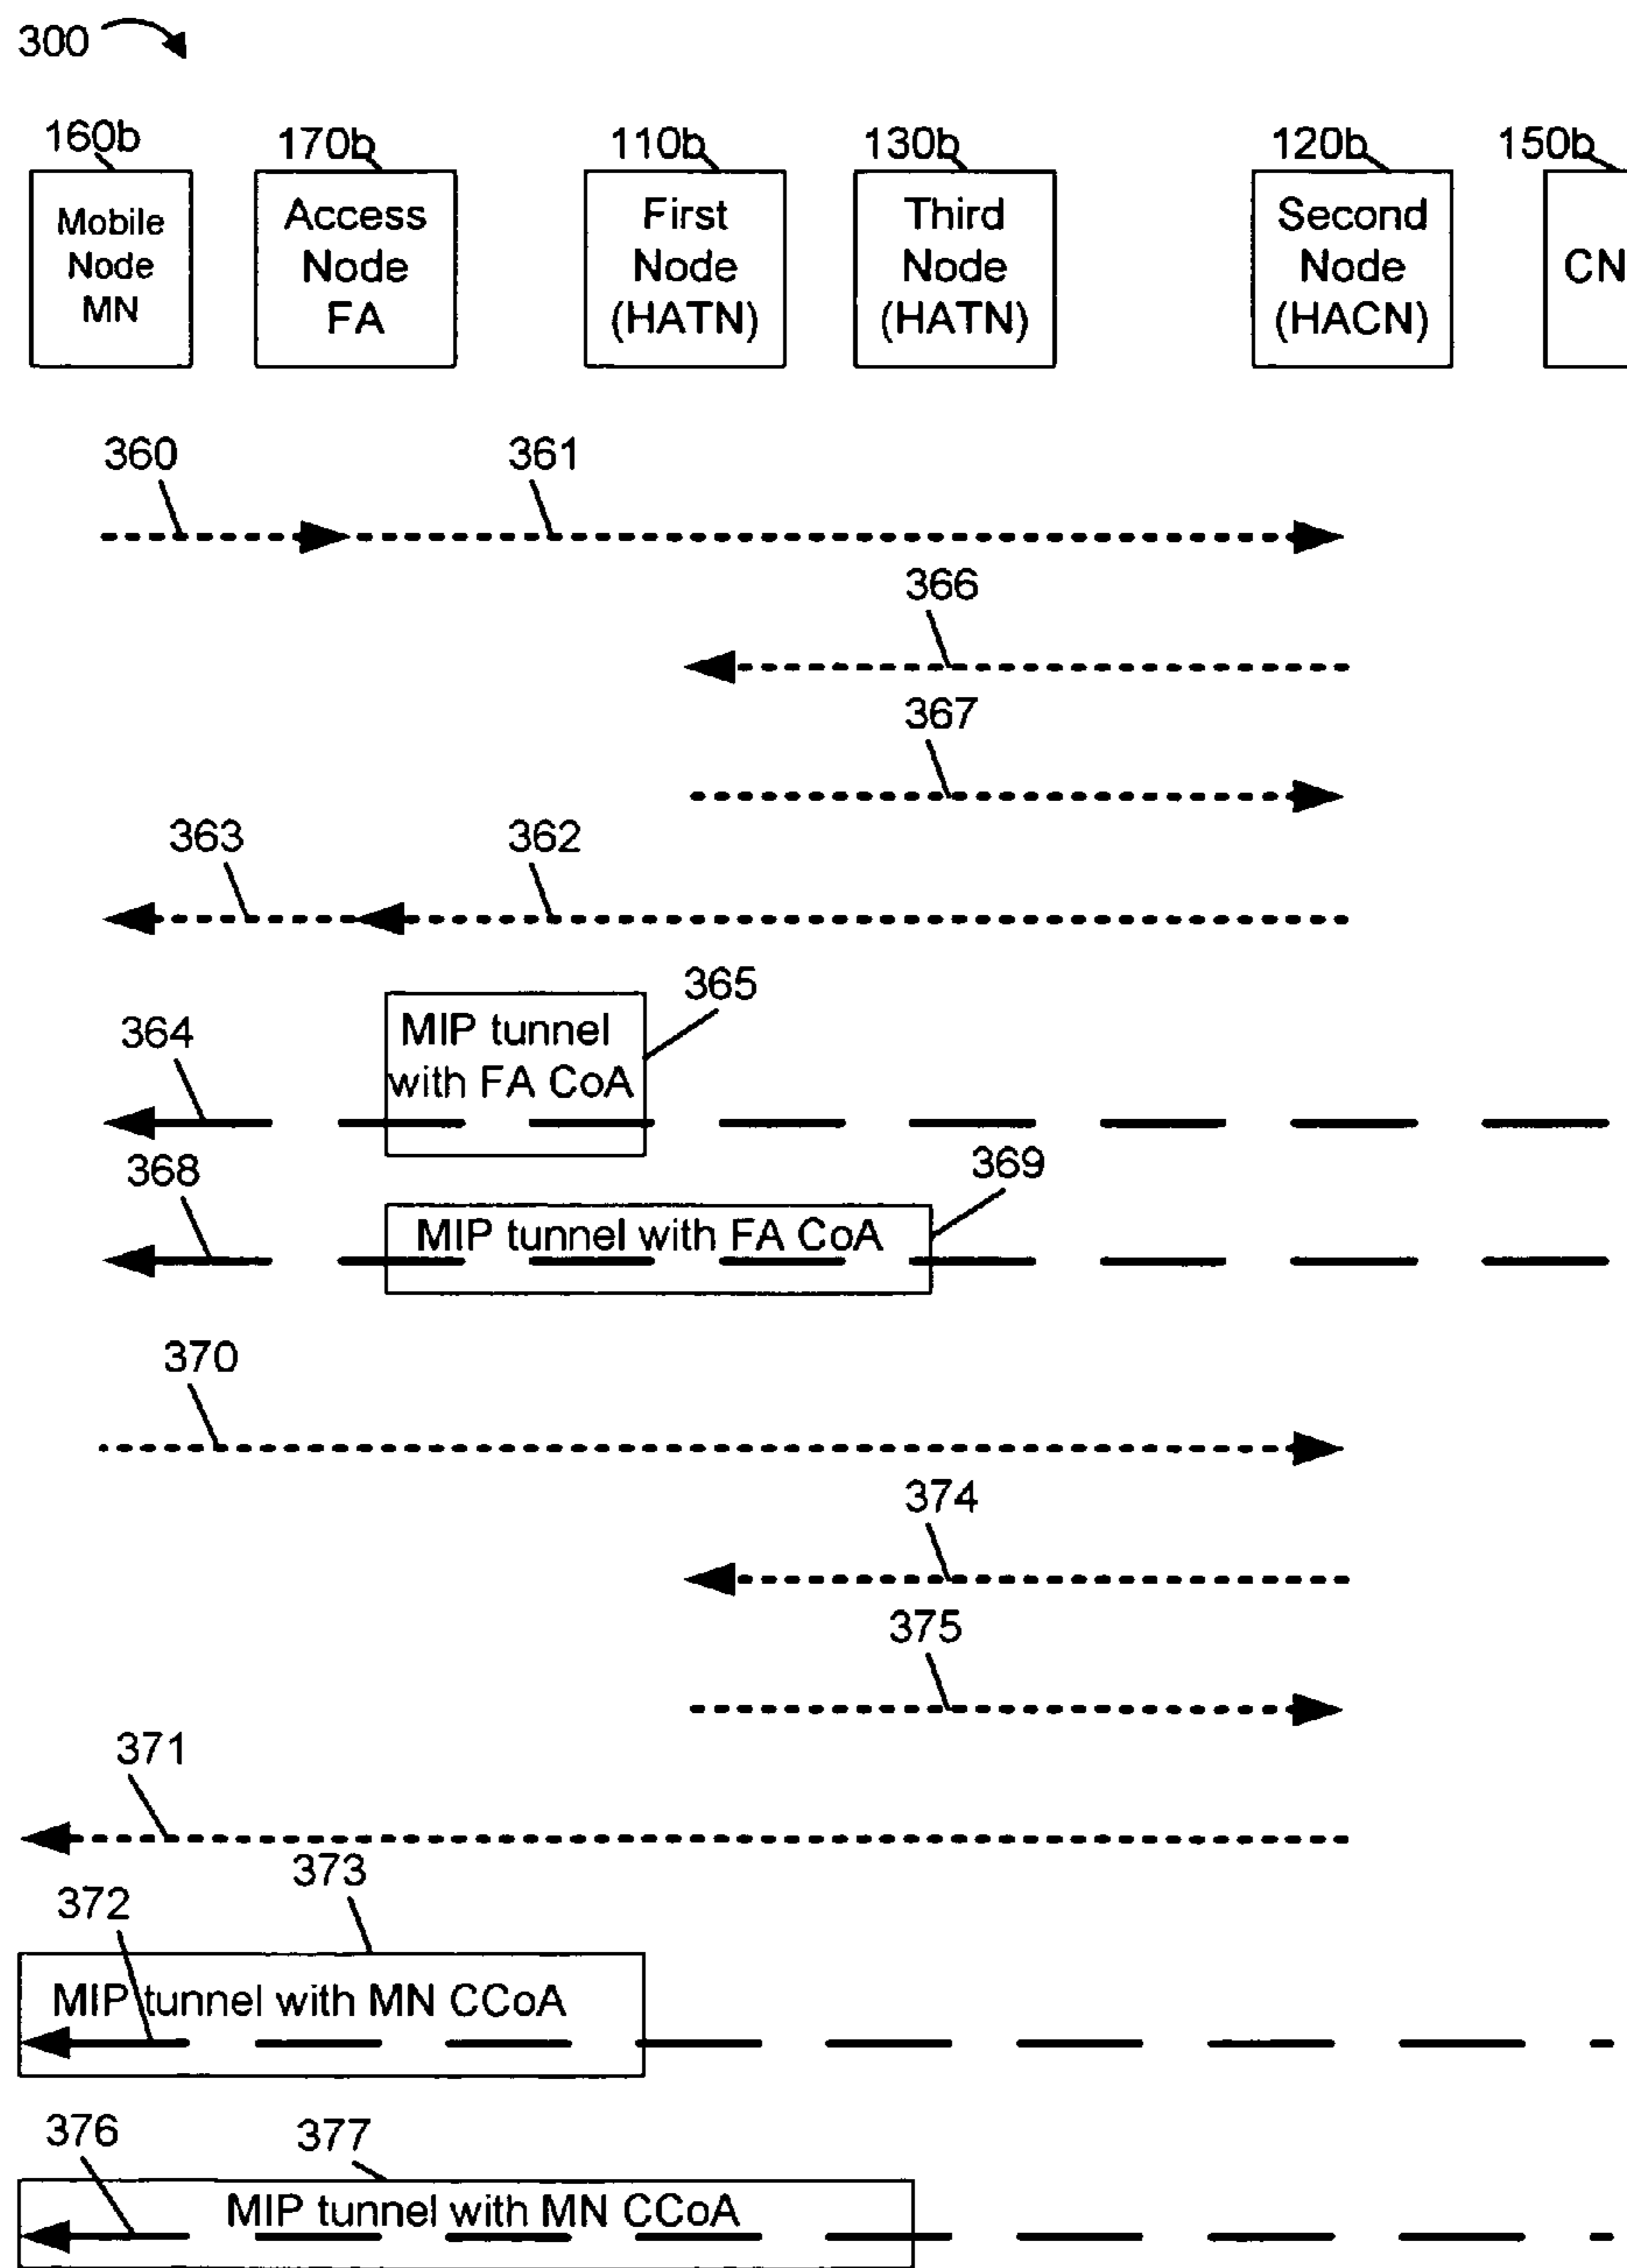 300
160b
170b
110b
130b
120b
150b
Mobile
Node
MN
Access
Node
FA
First
Node
(HATN)
Third
Node
(HATN)
Second
Node
(HACN)
CN
360
361
366
367
363
362
365
MIP tunnel
with FA CoA
364
368
369
MIP tunnel with FA CoA
370
374
375
371
373
372
MIP tunnel with MN CCoA
376
377
MIP tunnel with MN CCoA